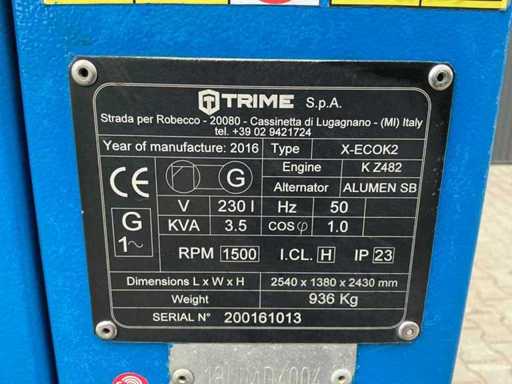 TRIME S.p.A.
Strada per Robecco - 20080 - Cassinetta di Lugagnano - (MI) Italy
tel. +39 02 9421724
Year of manufacture: 2016 Type X-ECOK2
Engine K Z482
CE G Alternator ALUMEN SB
V 230 I Hz 50
G 1~ KVA 3.5 cosφ 1.0
RPM 1500 I.CL. H IP 23
Dimensions L x W x H 2540 x 1380 x 2430 mm
Weight 936 Kg
SERIAL N° 200161013